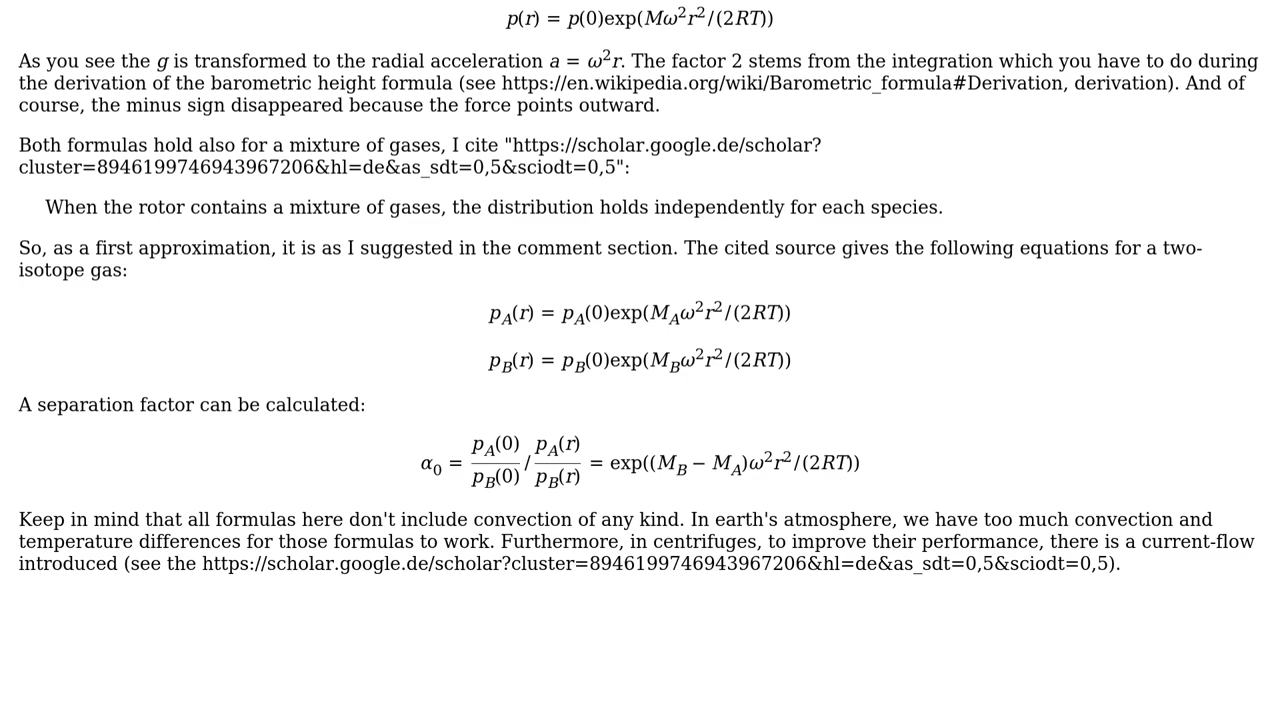 p(r) = p(0)exp(Mω²r²/(2RT))
As you see the g is transformed to the radial acceleration a = ω²r. The factor 2 stems from the integration which you have to do during
the derivation of the barometric height formula (see https://en.wikipedia.org/wiki/Barometric_formula#Derivation, derivation). And of
course, the minus sign disappeared because the force points outward.
Both formulas hold also for a mixture of gases, I cite "https://scholar.google.de/scholar?
cluster=8946199746943967206&hl=de&as_sdt=0,5&sciodt=0,5":
When the rotor contains a mixture of gases, the distribution holds independently for each species.
So, as a first approximation, it is as I suggested in the comment section. The cited source gives the following equations for a two-
isotope gas:
p_A(r) = p_A(0)exp(M_Aω²r²/(2RT))
p_B(r) = p_B(0)exp(M_Bω²r²/(2RT))
A separation factor can be calculated:
α₀ = p_A(0)/p_B(0) / p_A(r)/p_B(r) = exp((M_B − M_A)ω²r²/(2RT))
Keep in mind that all formulas here don't include convection of any kind. In earth's atmosphere, we have too much convection and
temperature differences for those formulas to work. Furthermore, in centrifuges, to improve their performance, there is a current-flow
introduced (see the https://scholar.google.de/scholar?cluster=8946199746943967206&hl=de&as_sdt=0,5&sciodt=0,5).